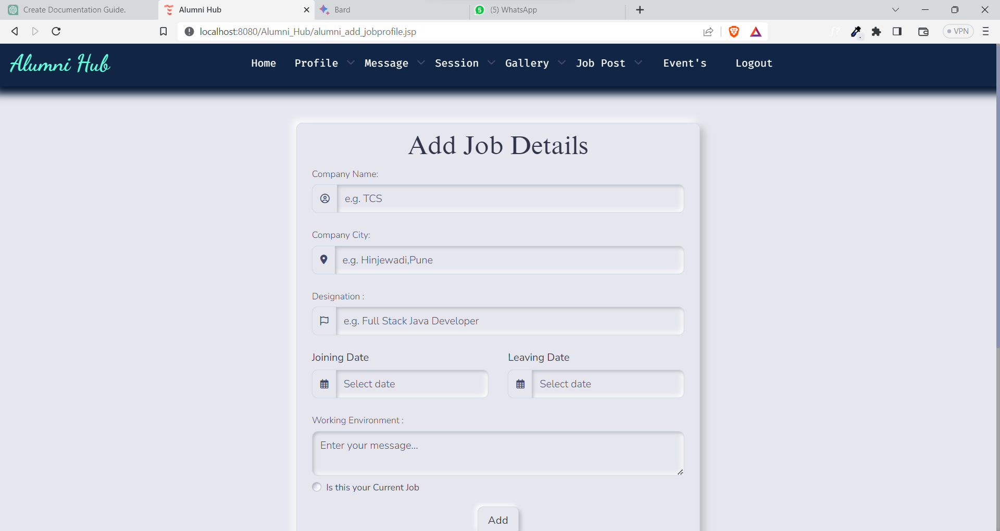 Create Documentation Guide.
Alumni Hub
Bard
(5) WhatsApp
localhost:8080/Alumni_Hub/alumni_add_jobprofile.jsp
VPN
Alumni Hub
Home Profile Message Session Gallery Job Post Event's Logout
Add Job Details
Company Name:
e.g. TCS
Company City:
e.g. Hinjewadi,Pune
Designation :
e.g. Full Stack Java Developer
Joining Date Leaving Date
Select date Select date
Working Environment :
Enter your message...
Is this your Current Job
Add